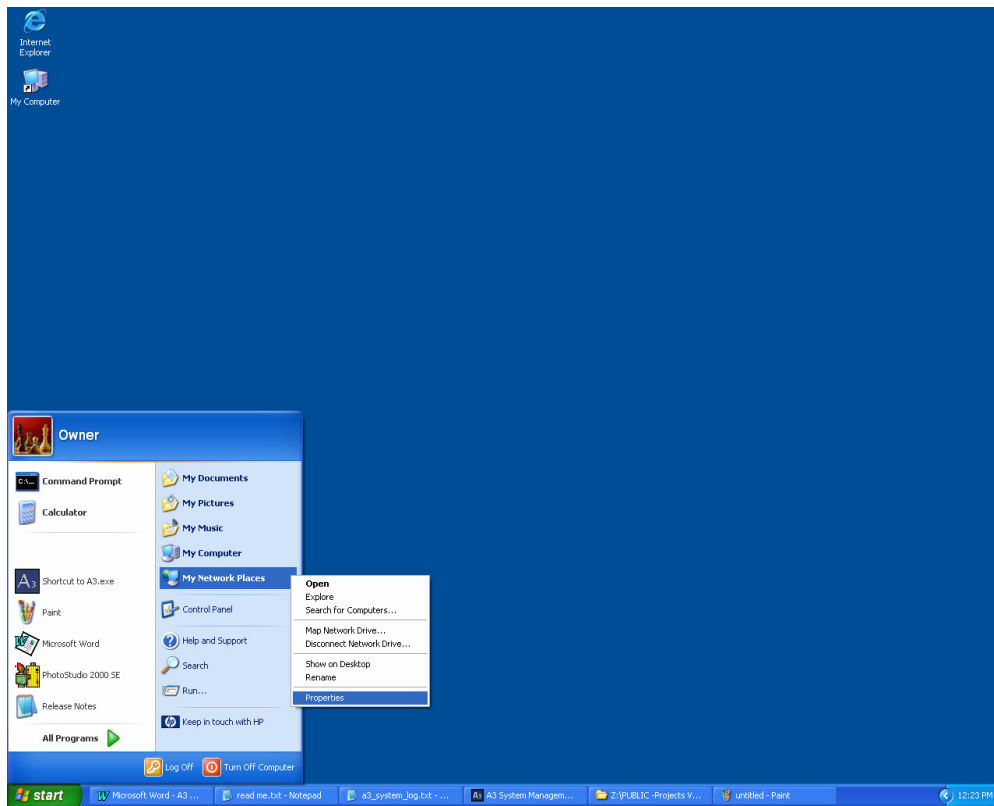 Internet
Explorer
My Computer
Owner
Command Prompt
Calculator
Shortcut to A3.exe
Paint
Microsoft Word
PhotoStudio 2000 SE
Release Notes
All Programs
My Documents
My Pictures
My Music
My Computer
My Network Places
Control Panel
Help and Support
Search
Run...
Keep in touch with HP
Open
Explore
Search for Computers...
Map Network Drive...
Disconnect Network Drive...
Show on Desktop
Rename
Properties
Log Off
Turn Off Computer
start
Microsoft Word - A3 ...
read me.txt - Notepad
a3_system_log.txt - ...
A3 System Managem...
Z:\PUBLIC -Projects V...
untitled - Paint
12:23 PM